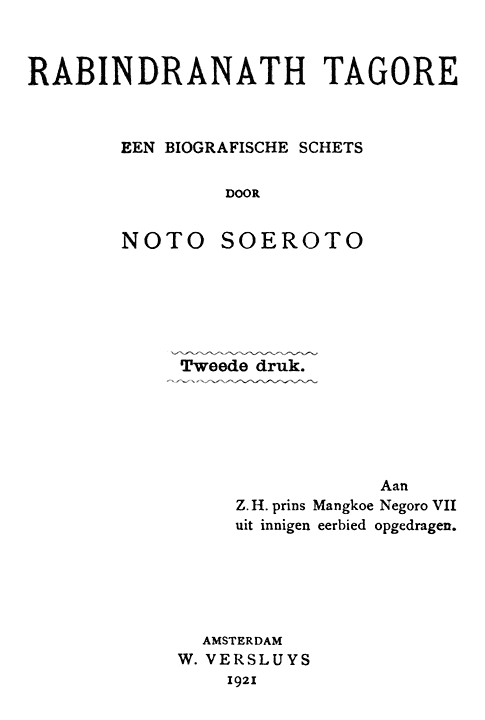 RABINDRANATH TAGORE
EEN BIOGRAFISCHE SCHETS
DOOR
NOTO SOEROTO
Tweede druk.
Aan
Z. H. prins Mangkoe Negoro VII
uit innigen eerbied opgedragen.
AMSTERDAM
W. VERSLUYS
1921